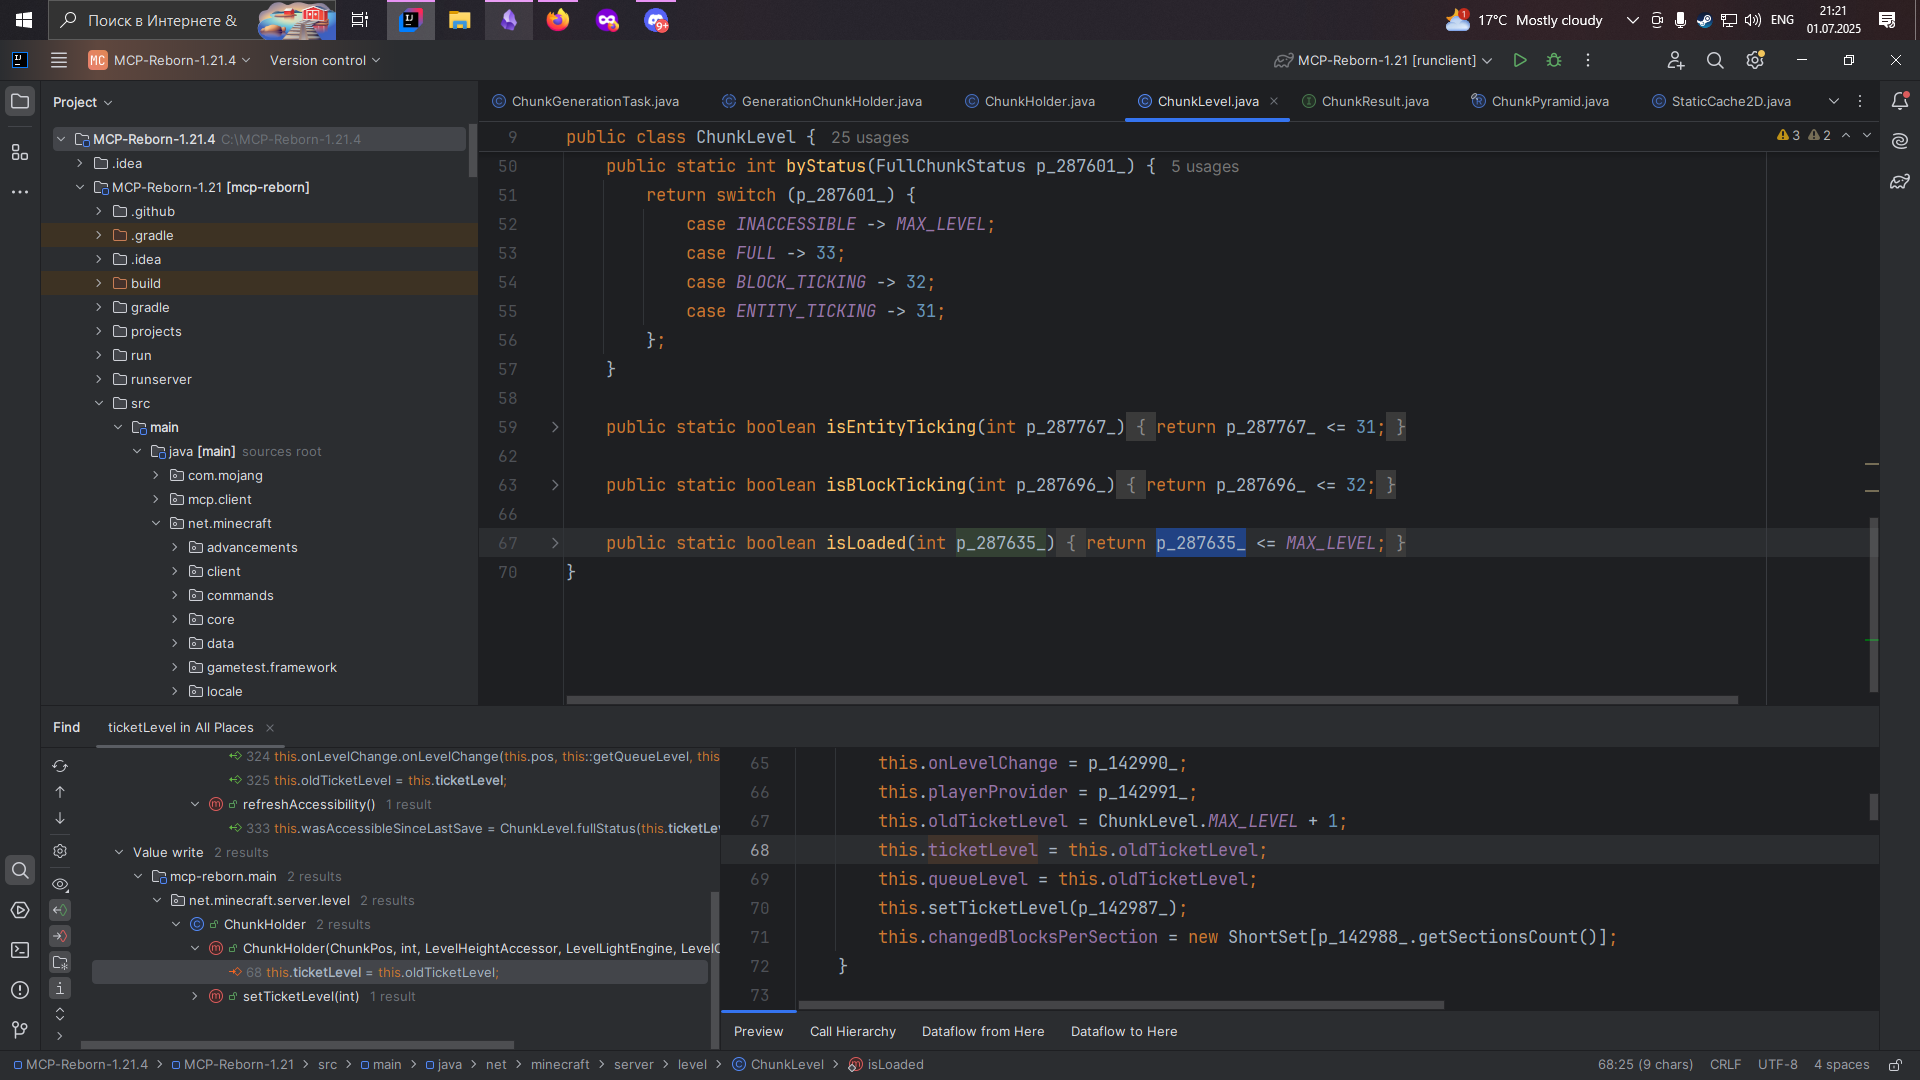 Поиск в Интернете &
9+
1
17°C Mostly cloudy
ENG
21:21
01.07.2025
MC MCP-Reborn-1.21.4
Version control
MCP-Reborn-1.21 [runclient]
Project
ChunkGenerationTask.java
GenerationChunkHolder.java
ChunkHolder.java
ChunkLevel.java
ChunkResult.java
ChunkPyramid.java
StaticCache2D.java
MCP-Reborn-1.21.4 C:\MCP-Reborn-1.21.4
.idea
MCP-Reborn-1.21 [mcp-reborn]
.github
.gradle
.idea
build
gradle
projects
run
runserver
src
main
java [main] sources root
com.mojang
mcp.client
net.minecraft
advancements
client
commands
core
data
gametest.framework
locale
9 public class ChunkLevel { 25 usages
3 2
50 public static int byStatus(FullChunkStatus p_287601_) { 5 usages
51 return switch (p_287601_) {
52 case INACCESSIBLE -> MAX_LEVEL;
53 case FULL -> 33;
54 case BLOCK_TICKING -> 32;
55 case ENTITY_TICKING -> 31;
56 };
57 }
58
59 public static boolean isEntityTicking(int p_287767_) { return p_287767_ <= 31; }
62
63 public static boolean isBlockTicking(int p_287696_) { return p_287696_ <= 32; }
66
67 public static boolean isLoaded(int p_287635_) { return p_287635_ <= MAX_LEVEL; }
70 }
Find
ticketLevel in All Places
324 this.onLevelChange.onLevelChange(this.pos, this::getQueueLevel, this
325 this.oldTicketLevel = this.ticketLevel;
refreshAccessibility() 1 result
333 this.wasAccessibleSinceLastSave = ChunkLevel.fullStatus(this.ticketLe
Value write 2 results
mcp-reborn.main 2 results
net.minecraft.server.level 2 results
ChunkHolder 2 results
ChunkHolder(ChunkPos, int, LevelHeightAccessor, LevelLightEngine, LevelC
68 this.ticketLevel = this.oldTicketLevel;
setTicketLevel(int) 1 result
65 this.onLevelChange = p_142990_;
66 this.playerProvider = p_142991_;
67 this.oldTicketLevel = ChunkLevel.MAX_LEVEL + 1;
68 this.ticketLevel = this.oldTicketLevel;
69 this.queueLevel = this.oldTicketLevel;
70 this.setTicketLevel(p_142987_);
71 this.changedBlocksPerSection = new ShortSet[p_142988_.getSectionsCount()];
72 }
73
Preview
Call Hierarchy
Dataflow from Here
Dataflow to Here
MCP-Reborn-1.21.4 > MCP-Reborn-1.21 > src > main > java > net > minecraft > server > level > ChunkLevel > isLoaded
68:25 (9 chars)
CRLF
UTF-8
4 spaces